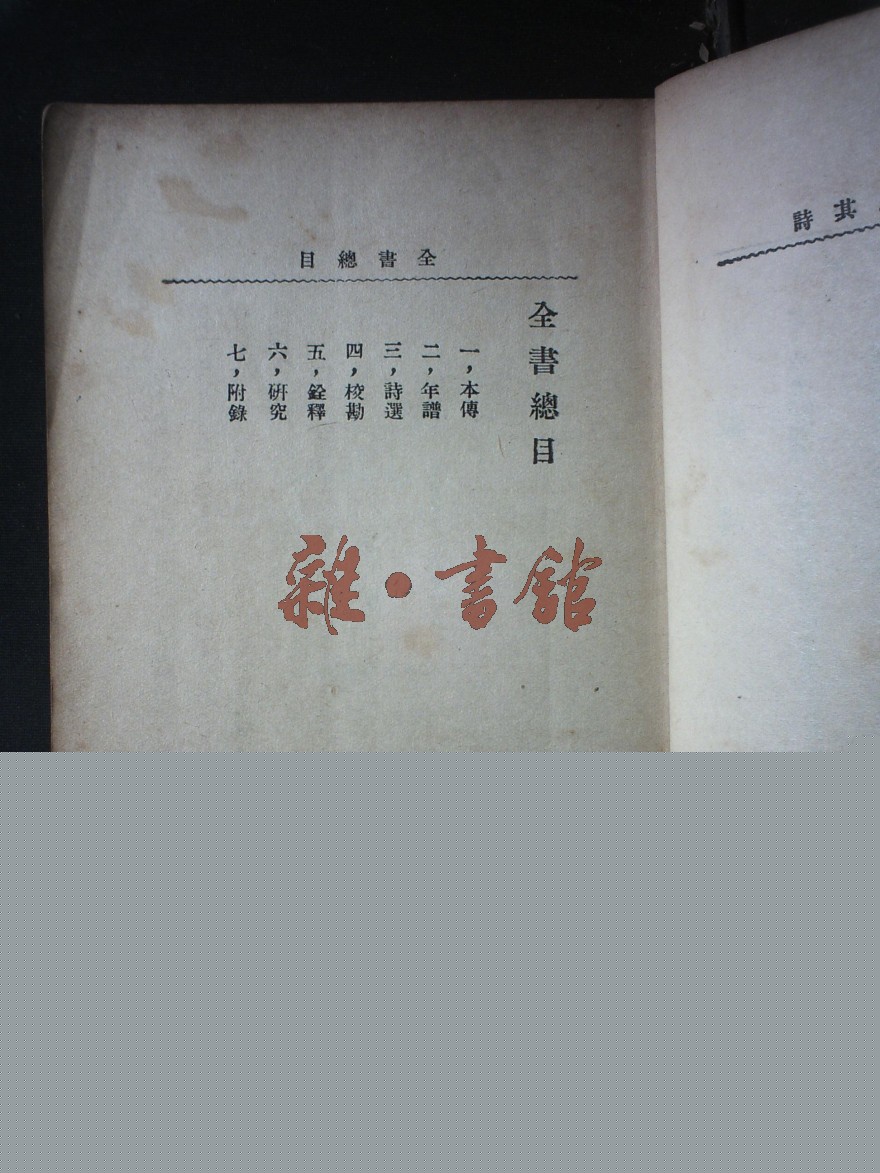 全書總目
全書總目
一，本傳
二，年譜
三，詩選
四，校勘
五，銓釋
六，研究
七，附錄
其詩
雜・書館